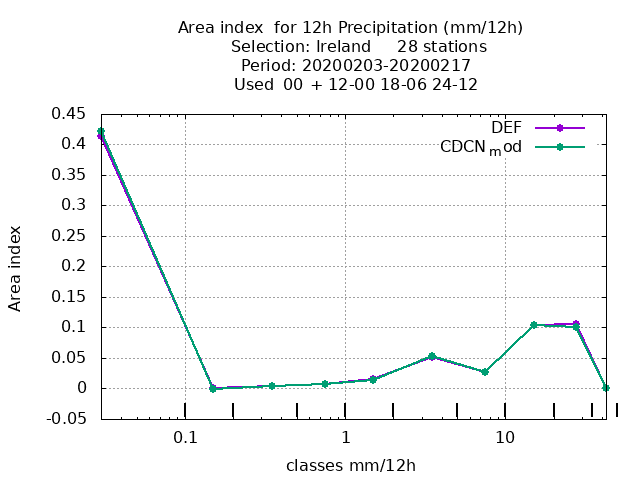 Area index  for 12h Precipitation (mm/12h)
Selection: Ireland     28 stations
Period: 20200203-20200217
Used  00  + 12-00 18-06 24-12
0.45
0.4
0.35
0.3
0.25
0.2
0.15
0.1
0.05
0
-0.05
Area index
DEF
CDCN_mod
0.1
1
10
classes mm/12h